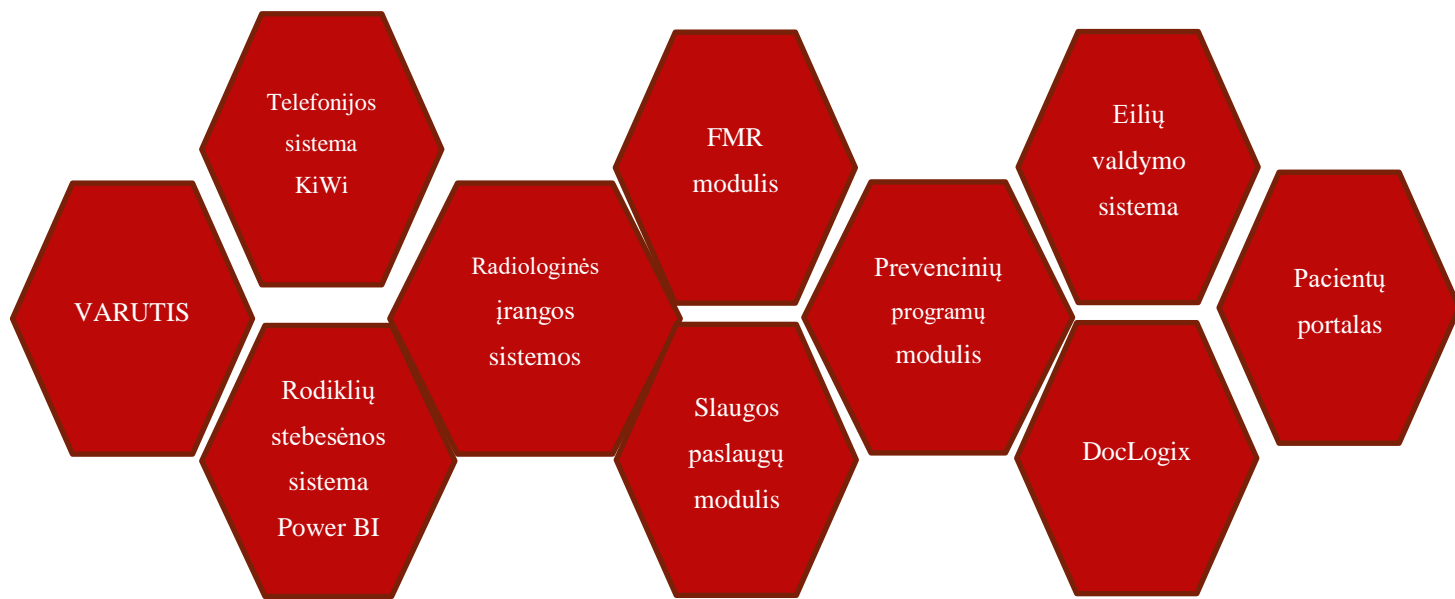 VARUTIS
Telefonijos
sistema
KiWi
Rodiklių
stebesėnos
sistema
Power BI
Radiologinės
įrangos
sistemos
FMR
modulis
Slaugos
paslaugų
modulis
Prevencinių
programų
modulis
Eilių
valdymo
sistema
DocLogix
Pacientų
portalas